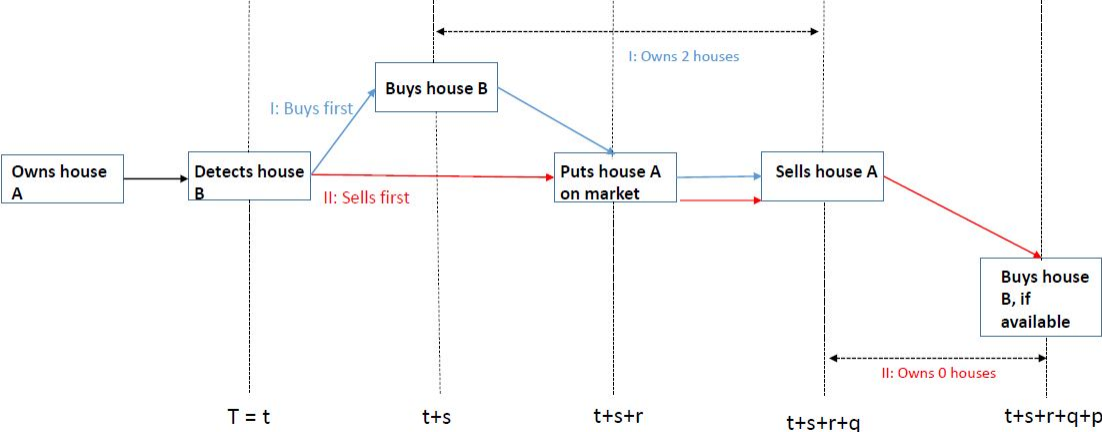 I: Owns 2 houses
Buys house B
I: Buys first
Owns house
A
Detects house
B
Puts house A
on market
Sells house A
II: Sells first
Buys house
B, if
available
II: Owns 0 houses
T = t
t+s
t+s+r
t+s+r+q
t+s+r+q+p